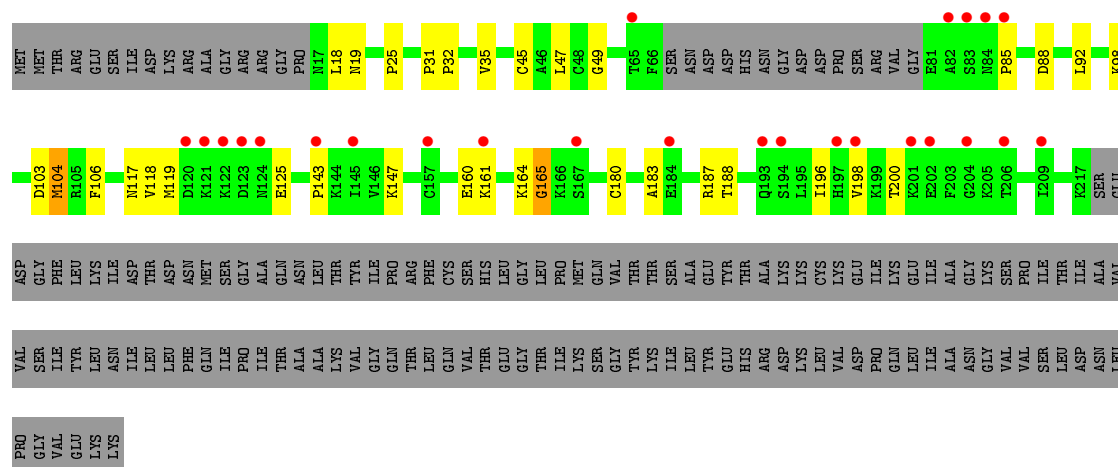 MET MET THR ARG GLU SER ILE ASP LYS ARG ALA GLY ARG ARG GLY PRO N17 L18 N19 P25 P31 P32 V35 C45 A46 L47 C48 G49 T65 F66 SER ASN ASP ASP HIS ASN GLY ASP ASP PRO SER ARG VAL GLY E81 A82 S83 N84 P85 D88 L92
D103 M104 R105 F106 N117 V118 M119 D120 K121 K122 D123 N124 E125 P143 K144 I145 V146 K147 C157 E160 K161 K164 G165 K166 S167 C180 A183 E184 R187 T188 Q193 S194 L195 I196 H197 V198 K199 T200 K201 E202 F203 G204 K205 T206 I209 K217 SER
ASP GLY PHE LEU LYS ILE ASP THR ASP ASN MET SER GLY ALA GLN ASN LEU THR TYR ILE PRO ARG PHE CYS SER HIS LEU GLY LEU PRO MET GLN VAL THR THR SER ALA GLU TYR THR ALA LYS SER CYS LYS GLU ILE LYS GLU ILE ALA GLY LYS SER PRO ILE THR ILE ALA VAL
VAL SER ILE TYR LEU ASN ILE LEU LEU PHE GLN ILE PRO ILE THR ALA ALA LYS VAL GLY GLN THR LEU GLN VAL THR GLU GLY THR ILE LYS SER GLY TYR LYS ILE LEU TYR GLU HIS ARG ASP LYS LEU VAL ASP PRO GLN LEU ILE ALA ASN GLY VAL VAL SER LEU ASP ASN
PRO GLY VAL GLU LYS LYS